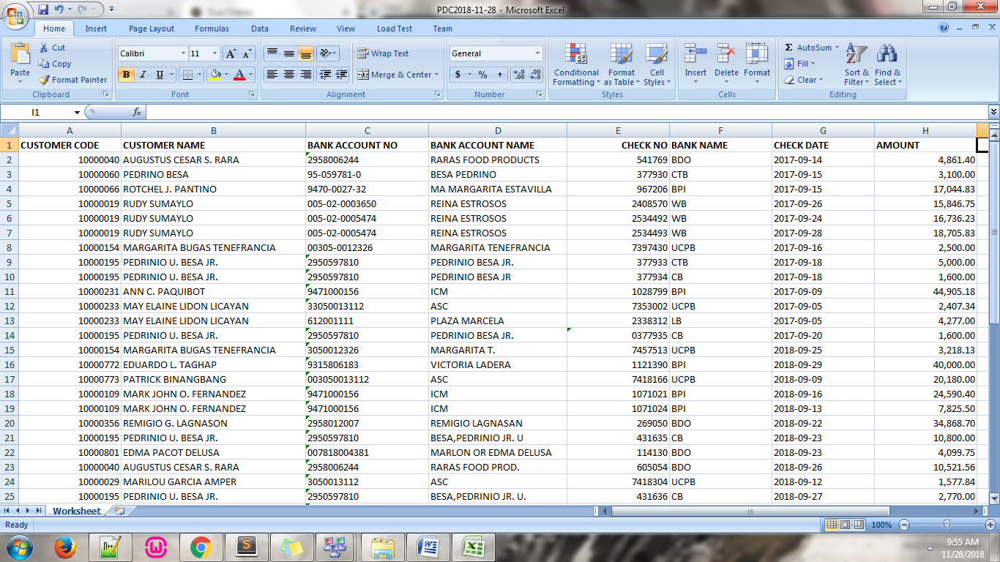 PDC2018-11-28 - Microsoft Excel
Home Insert Page Layout Formulas Data Review View Load Test Team
Paste Cut Copy Format Painter Clipboard
Calibri 11 B I U A A A Font
Wrap Text Merge & Center Alignment
General $ % , .00 .00 Number
Conditional Formatting Format as Table Cell Styles Styles
Insert Delete Format Cells
Σ AutoSum Fill Clear Sort & Filter Find & Select Editing
I1 fx
A B C D E F G H
1 CUSTOMER CODE CUSTOMER NAME BANK ACCOUNT NO BANK ACCOUNT NAME CHECK NO BANK NAME CHECK DATE AMOUNT
2 10000040 AUGUSTUS CESAR S. RARA 2958006244 RARAS FOOD PRODUCTS 541769 BDO 2017-09-14 4,861.40
3 10000060 PEDRINO BESA 95-059781-0 BESA PEDRINO 377930 CTB 2017-09-15 3,100.00
4 10000066 ROTCHEL J. PANTINO 9470-0027-32 MA MARGARITA ESTAVILLA 967206 BPI 2017-09-15 17,044.83
5 10000019 RUDY SUMAYLO 005-02-0003650 REINA ESTROSOS 2408570 WB 2017-09-26 15,846.75
6 10000019 RUDY SUMAYLO 005-02-0005474 REINA ESTROSOS 2534492 WB 2017-09-24 16,736.23
7 10000019 RUDY SUMAYLO 005-02-0005474 REINA ESTROSOS 2534493 WB 2017-09-28 18,705.83
8 10000154 MARGARITA BUGAS TENEFRANCIA 00305-0012326 MARGARITA TENEFRANCIA 7397430 UCPB 2017-09-16 2,500.00
9 10000195 PEDRINIO U. BESA JR. 2950597810 PEDRINIO BESA JR. 377933 CTB 2017-09-18 5,000.00
10 10000195 PEDRINIO U. BESA JR. 2950597810 PEDRINIO BESA JR 377934 CB 2017-09-18 1,600.00
11 10000231 ANN C. PAQUIBOT 9471000156 ICM 1028799 BPI 2017-09-09 44,905.18
12 10000233 MAY ELAINE LIDON LICAYAN 33050013112 ASC 7353002 UCPB 2017-09-05 2,407.34
13 10000233 MAY ELAINE LIDON LICAYAN 612001111 PLAZA MARCELA 2338312 LB 2017-09-05 4,277.00
14 10000195 PEDRINIO U. BESA JR. 2950597810 PEDRINIO BESA JR. 0377935 CB 2017-09-20 1,600.00
15 10000154 MARGARITA BUGAS TENEFRANCIA 3050012326 MARGARITA T. 7457513 UCPB 2018-09-25 3,218.13
16 10000772 EDUARDO L. TAGHAP 9315806183 VICTORIA LADERA 1121390 BPI 2018-09-29 40,000.00
17 10000773 PATRICK BINANGBANG 003050013112 ASC 7418166 UCPB 2018-09-09 20,180.00
18 10000109 MARK JOHN O. FERNANDEZ 9471000156 ICM 1071021 BPI 2018-09-16 24,590.40
19 10000109 MARK JOHN O. FERNANDEZ 9471000156 ICM 1071024 BPI 2018-09-13 7,825.50
20 10000356 REMIGIO G. LAGNASON 2958012007 REMIGIO LAGNASAN 269050 BDO 2018-09-22 34,868.70
21 10000195 PEDRINIO U. BESA JR. 2950597810 BESA,PEDRINIO JR. U 431635 CB 2018-09-23 10,800.00
22 10000801 EDMA PACOT DELUSA 007818004381 MARLON OR EDMA DELUSA 114130 BDO 2018-09-23 4,099.75
23 10000040 AUGUSTUS CESAR S. RARA 2958006244 RARAS FOOD PROD. 605054 BDO 2018-09-26 10,521.56
24 10000029 MARILOU GARCIA AMPER 3050013112 ASC 7418304 UCPB 2018-09-12 1,577.84
25 10000195 PEDRINIO U. BESA JR. 2950597810 BESA,PEDRINIO JR. U. 431636 CB 2018-09-27 2,770.00
Worksheet
Ready 100%
9:55 AM
11/28/2018